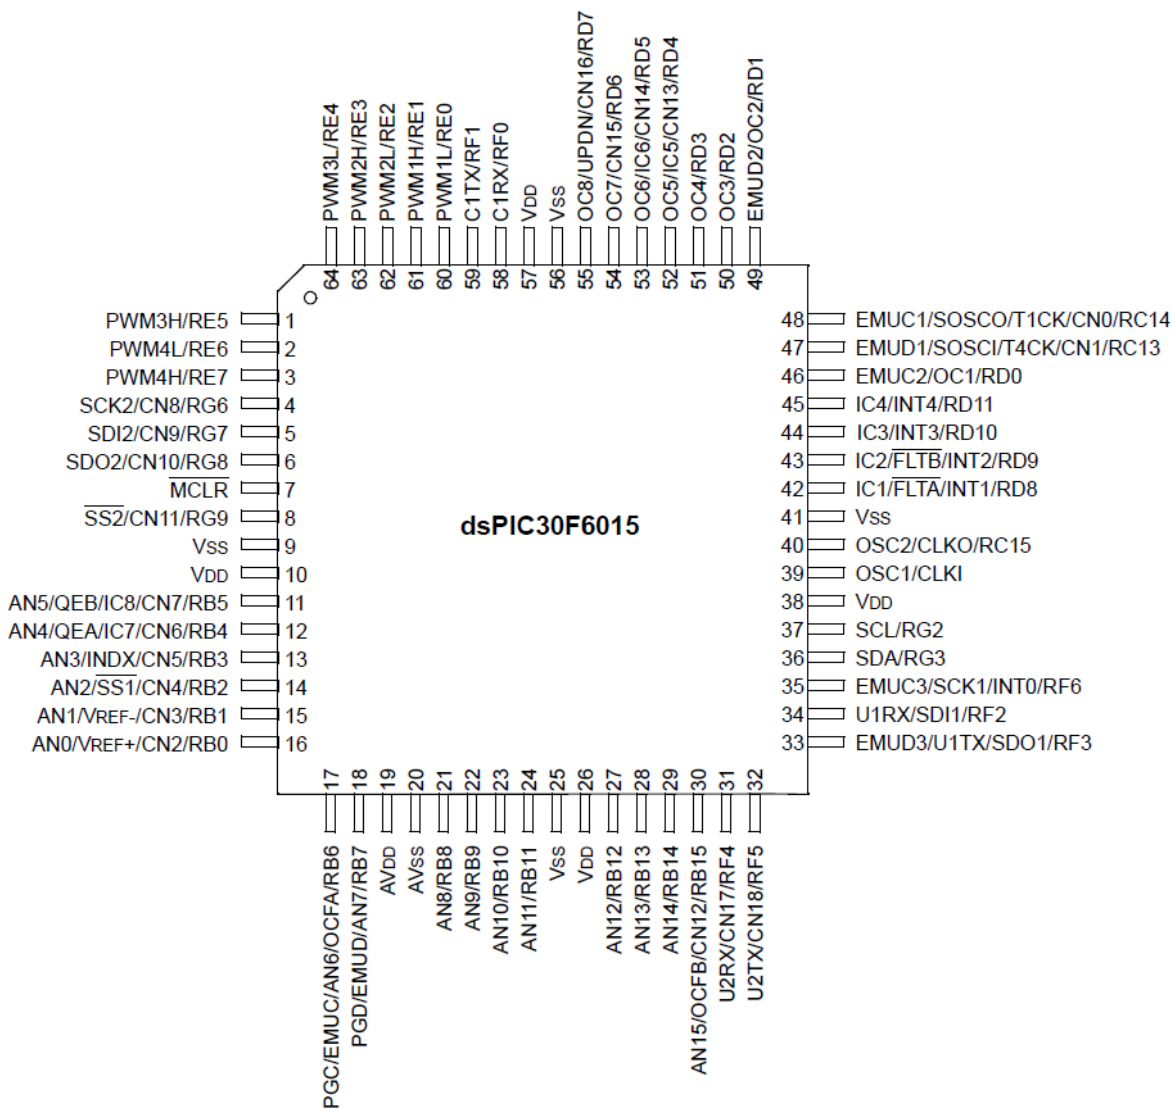 PWM3L/RE4
PWM2H/RE3
PWM2L/RE2
PWM1H/RE1
PWM1L/RE0
C1TX/RF1
C1RX/RF0
VDD
VSS
OC8/UPDN/CN16/RD7
OC7/CN15/RD6
OC6/IC6/CN14/RD5
OC5/IC5/CN13/RD4
OC4/RD3
OC3/RD2
EMUD2/OC2/RD1
64
63
62
61
60
59
58
57
56
55
54
53
52
51
50
49
PWM3H/RE5 1
PWM4L/RE6 2
PWM4H/RE7 3
SCK2/CN8/RG6 4
SDI2/CN9/RG7 5
SDO2/CN10/RG8 6
MCLR 7
SS2/CN11/RG9 8
VSS 9
VDD 10
AN5/QEB/IC8/CN7/RB5 11
AN4/QEA/IC7/CN6/RB4 12
AN3/INDX/CN5/RB3 13
AN2/SS1/CN4/RB2 14
AN1/VREF-/CN3/RB1 15
AN0/VREF+/CN2/RB0 16
dsPIC30F6015
48 EMUC1/SOSCO/T1CK/CN0/RC14
47 EMUD1/SOSCI/T4CK/CN1/RC13
46 EMUC2/OC1/RD0
45 IC4/INT4/RD11
44 IC3/INT3/RD10
43 IC2/FLTB/INT2/RD9
42 IC1/FLTA/INT1/RD8
41 VSS
40 OSC2/CLKO/RC15
39 OSC1/CLKI
38 VDD
37 SCL/RG2
36 SDA/RG3
35 EMUC3/SCK1/INT0/RF6
34 U1RX/SDI1/RF2
33 EMUD3/U1TX/SDO1/RF3
17
18
19
20
21
22
23
24
25
26
27
28
29
30
31
32
PGC/EMUC/AN6/OCFA/RB6
PGD/EMUD/AN7/RB7
AVDD
AVSS
AN8/RB8
AN9/RB9
AN10/RB10
AN11/RB11
VSS
VDD
AN12/RB12
AN13/RB13
AN14/RB14
AN15/OCFB/CN12/RB15
U2RX/CN17/RF4
U2TX/CN18/RF5